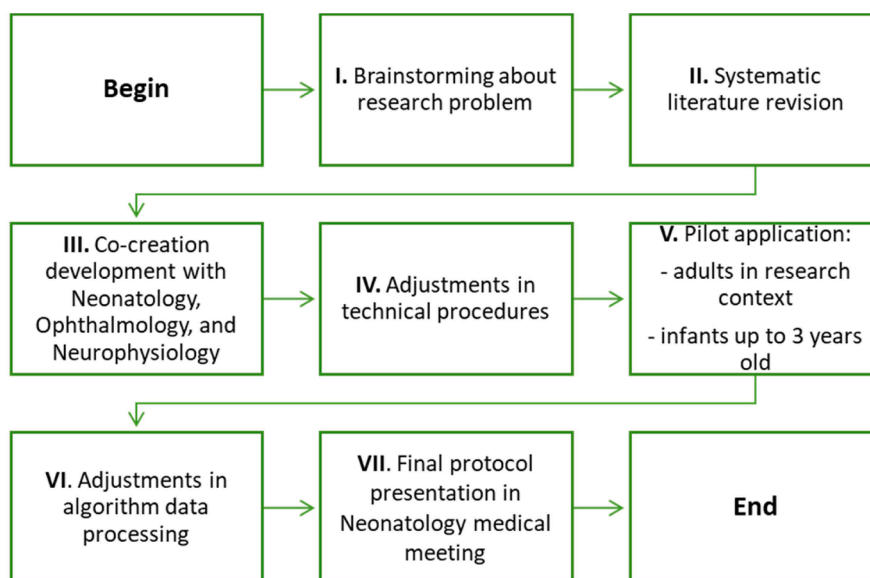 Begin
I. Brainstorming about
research problem
II. Systematic
literature revision
III. Co-creation
development with
Neonatology,
Ophthalmology, and
Neurophysiology
IV. Adjustments in
technical procedures
V. Pilot application:
- adults in research
context
- infants up to 3 years
old
VI. Adjustments in
algorithm data
processing
VII. Final protocol
presentation in
Neonatology medical
meeting
End